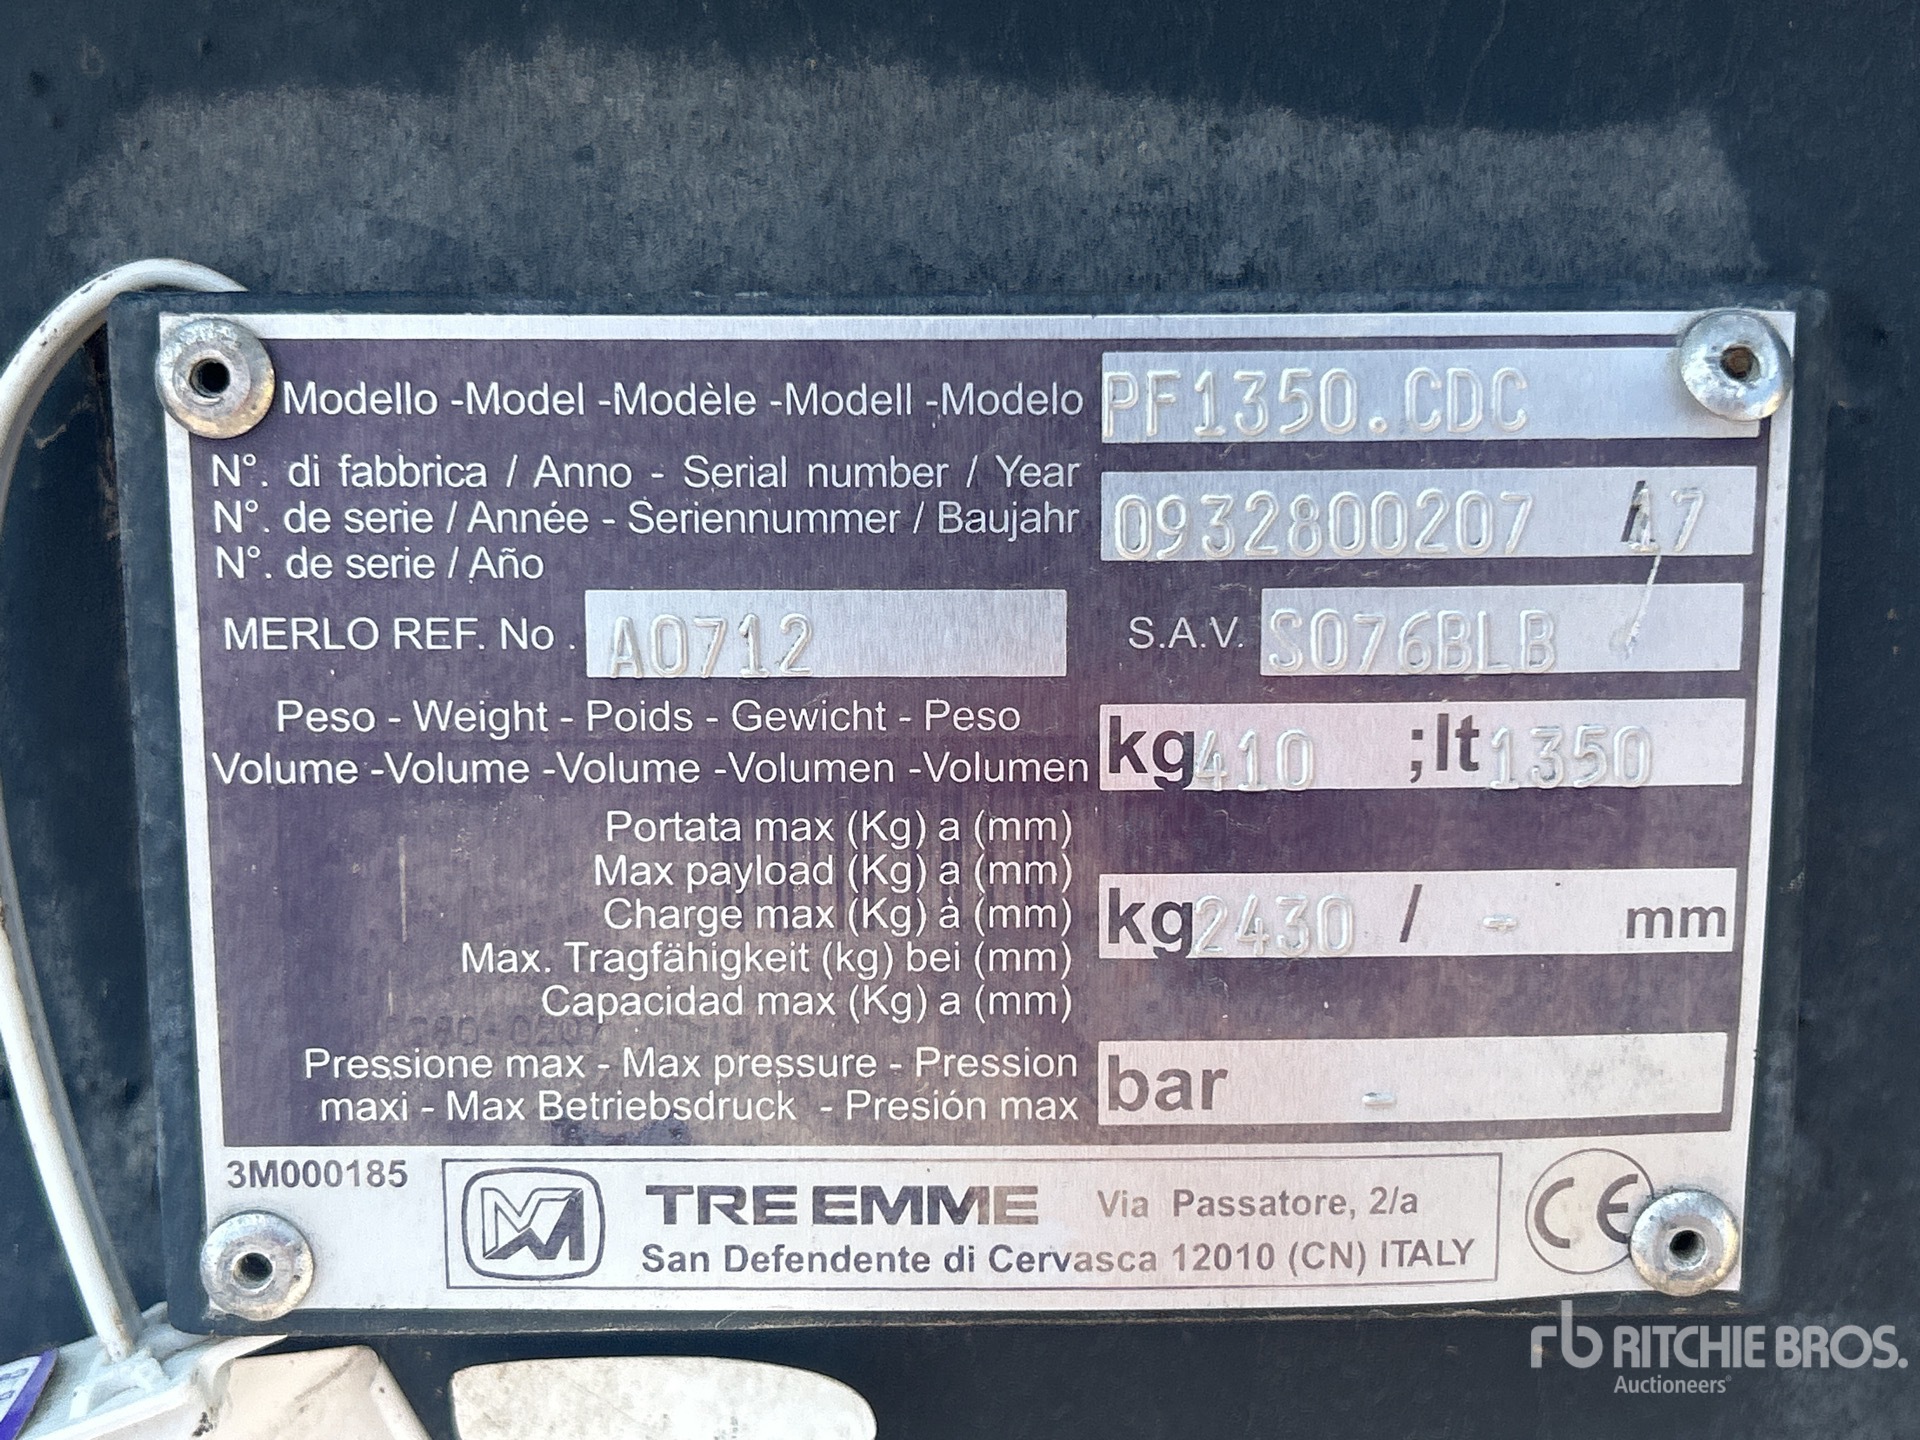 Modello -Model -Modèle -Modell -Modelo PF1350.CDC
N°. di fabbrica / Anno - Serial number / Year
N°. de serie / Année - Seriennummer / Baujahr 0932800207 /17
N°. de serie / Año
MERLO REF. No . A0712 S.A.V. S076BLB
Peso - Weight - Poids - Gewicht - Peso
Volume -Volume -Volume -Volumen -Volumen kg 410 ;lt 1350
Portata max (Kg) a (mm)
Max payload (Kg) a (mm)
Charge max (Kg) à (mm) kg 2430 / - mm
Max. Tragfähigkeit (kg) bei (mm)
Capacidad max (Kg) a (mm)
Pressione max - Max pressure - Pression
maxi - Max Betriebsdruck - Presión max bar -
3M000185
TRE EMME Via Passatore, 2/a
San Defendente di Cervasca 12010 (CN) ITALY
CE
rb RITCHIE BROS.
Auctioneers